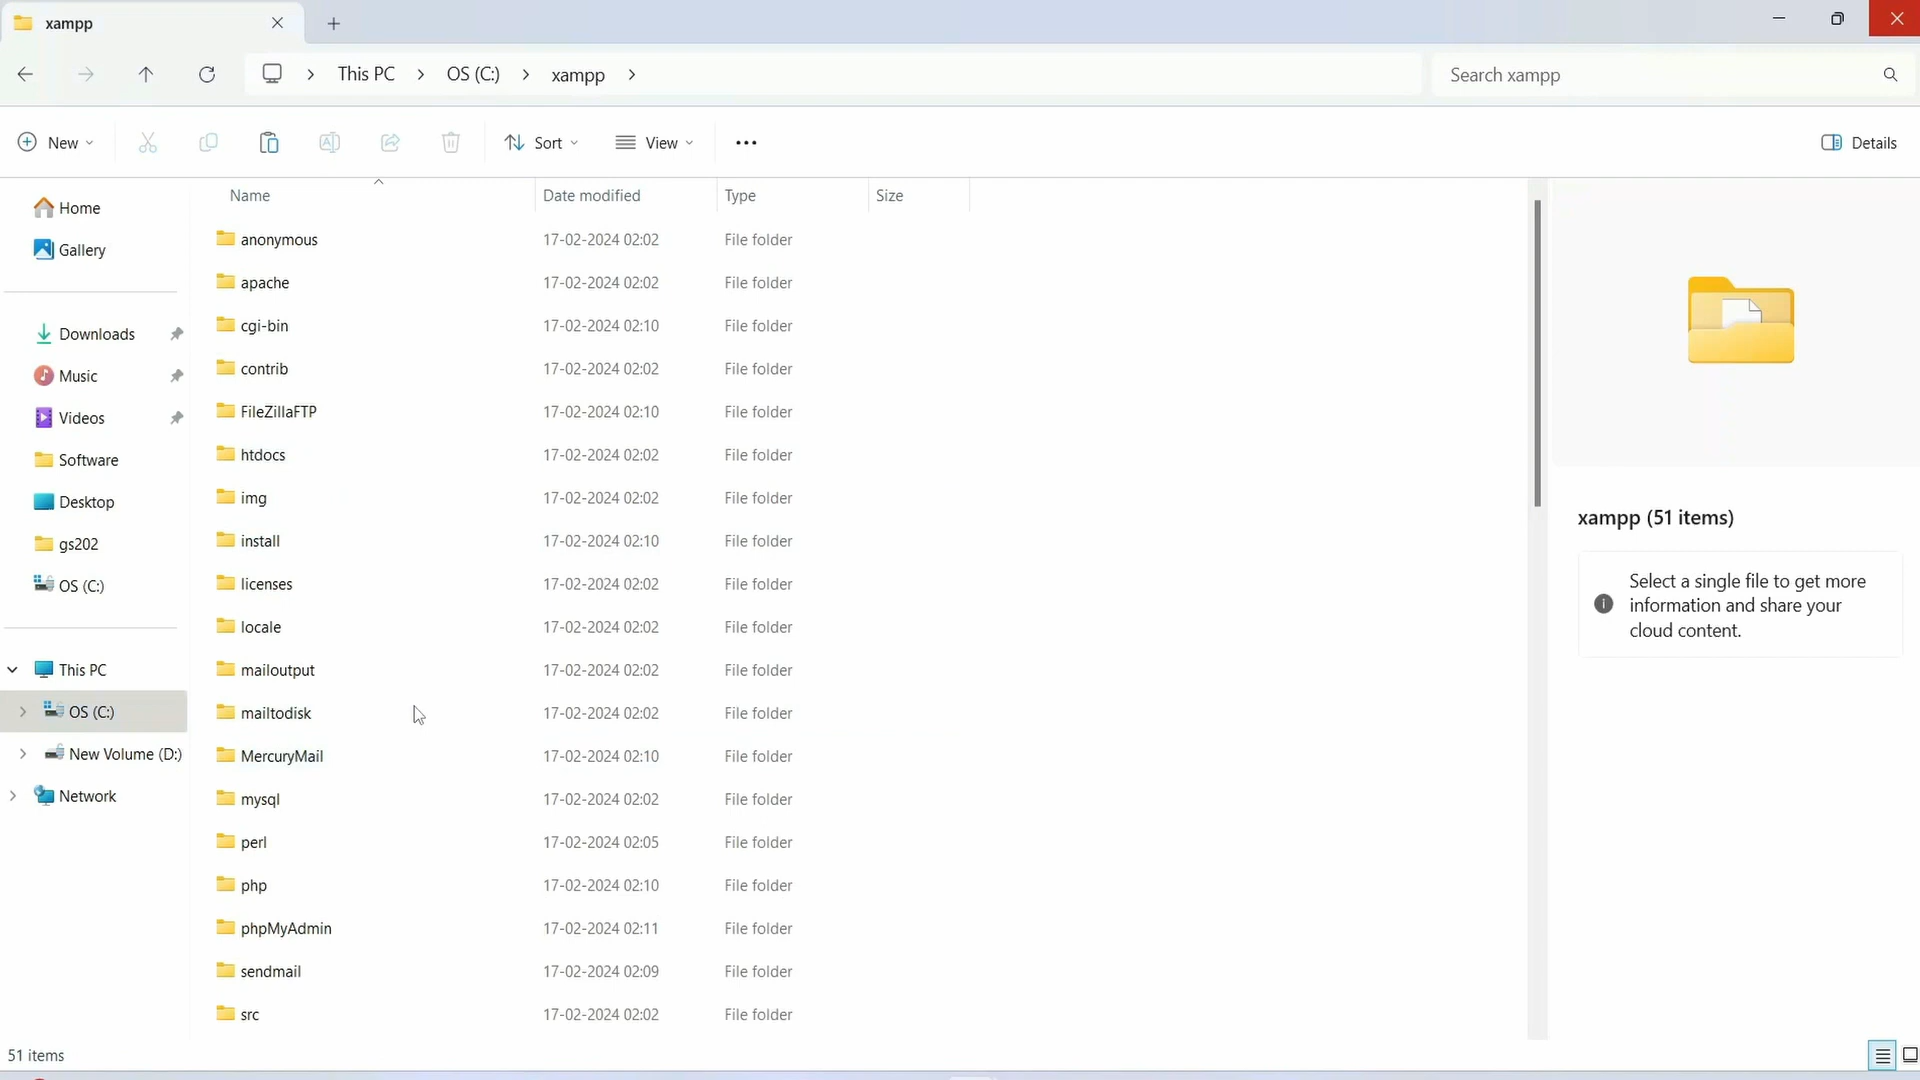 xampp
This PC
OS (C:)
xampp
Search xampp
New
Sort
View
Details
Name
Date modified
Type
Size
Home
Gallery
Downloads
Music
Videos
Software
Desktop
gs202
OS (C:)
This PC
OS (C:)
New Volume (D:)
Network
anonymous 17-02-2024 02:02 File folder
apache 17-02-2024 02:02 File folder
cgi-bin 17-02-2024 02:10 File folder
contrib 17-02-2024 02:02 File folder
FileZillaFTP 17-02-2024 02:10 File folder
htdocs 17-02-2024 02:02 File folder
img 17-02-2024 02:02 File folder
install 17-02-2024 02:10 File folder
licenses 17-02-2024 02:02 File folder
locale 17-02-2024 02:02 File folder
mailoutput 17-02-2024 02:02 File folder
mailtodisk 17-02-2024 02:02 File folder
MercuryMail 17-02-2024 02:10 File folder
mysql 17-02-2024 02:02 File folder
perl 17-02-2024 02:05 File folder
php 17-02-2024 02:10 File folder
phpMyAdmin 17-02-2024 02:11 File folder
sendmail 17-02-2024 02:09 File folder
src 17-02-2024 02:02 File folder
xampp (51 items)
Select a single file to get more
information and share your
cloud content.
51 items